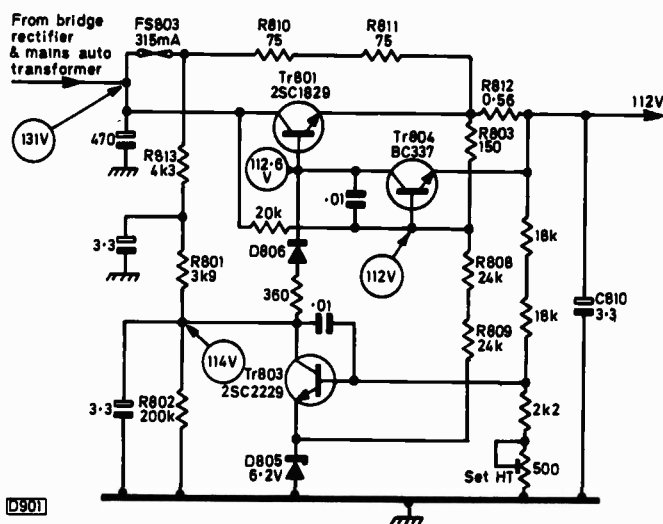 From bridge
rectifier
& mains auto
transformer
FS803
315mA
R810
75
R811
75
Tr801
2SC1829
R812
0·56
112V
131V
Tr804
BC337
R803
150
470
R813
4k3
112·6
V
·01
18k
20k
3·3
D806
112V
R808
24k
R801
3k9
360
·01
18k
C810
3·3
114V
R809
24k
Tr803
2SC2229
3·3
R802
200k
2k2
D805
6·2V
Set HT
500
D901